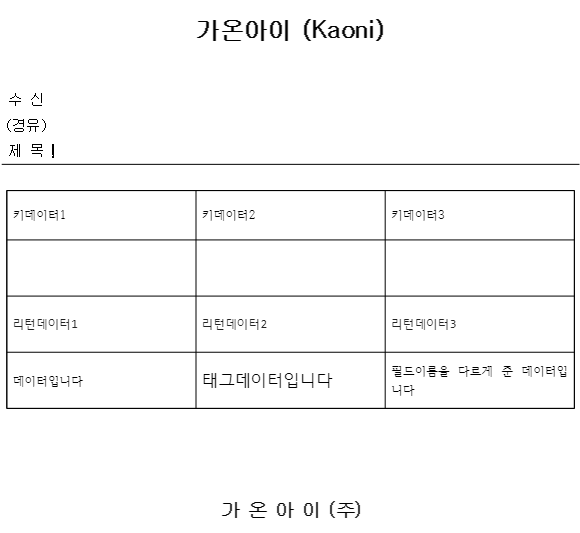 가온아이 (Kaoni)
수 신
(경유)
제 목
키데이터1 키데이터2 키데이터3
리턴데이터1 리턴데이터2 리턴데이터3
데이터입니다 태그데이터입니다 필드이름을 다르게 준 데이터입
니다
가 온 아 이 (주)